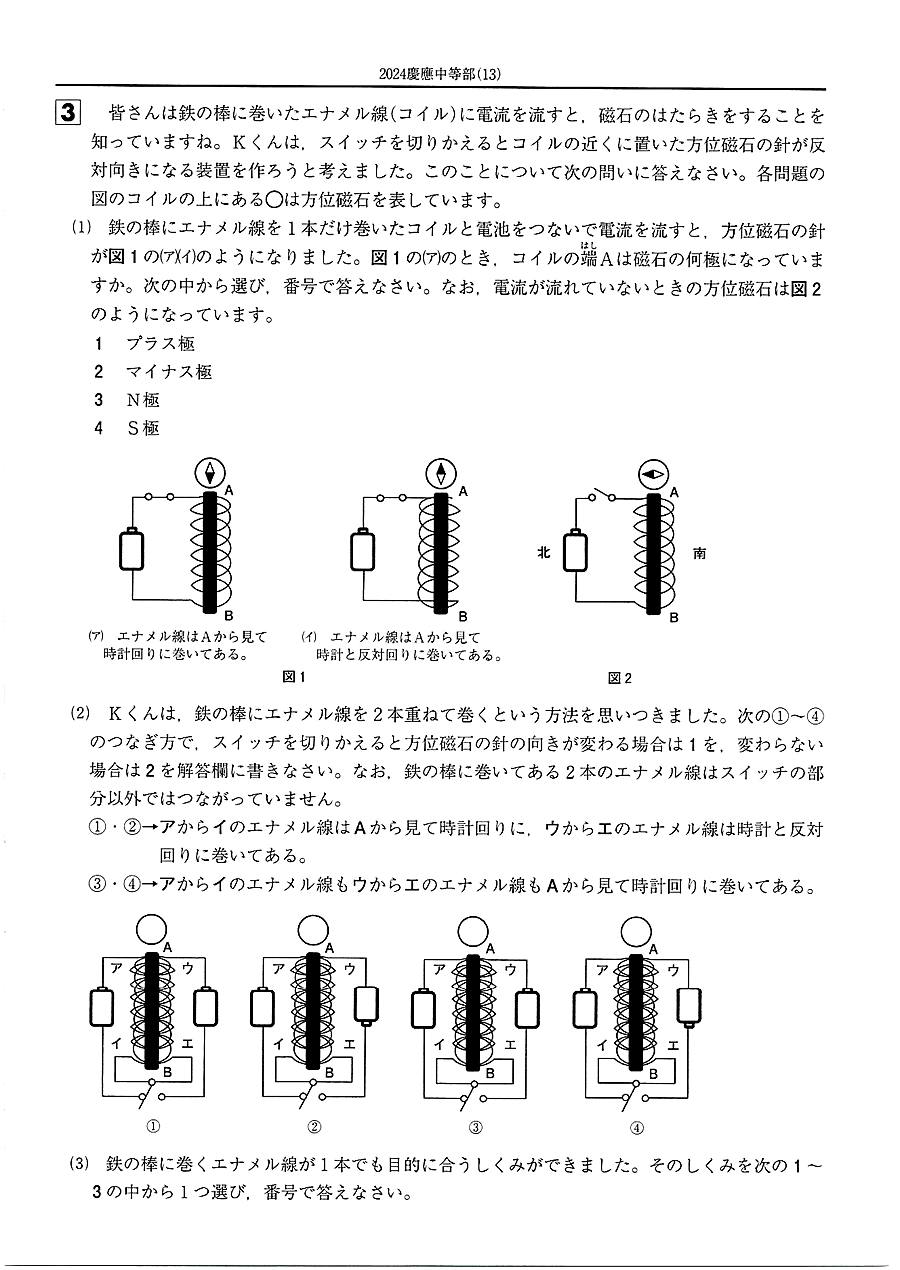 2024慶應中等部(13)
3 皆さんは鉄の棒に巻いたエナメル線(コイル)に電流を流すと，磁石のはたらきをすることを
知っていますね。Kくんは，スイッチを切りかえるとコイルの近くに置いた方位磁石の針が反
対向きになる装置を作ろうと考えました。このことについて次の問いに答えなさい。各問題の
図のコイルの上にある〇は方位磁石を表しています。
(1) 鉄の棒にエナメル線を1本だけ巻いたコイルと電池をつないで電流を流すと，方位磁石の針
が図1の(ア)(イ)のようになりました。図1の(ア)のとき，コイルの端Aは磁石の何極になっていま
はし
すか。次の中から選び，番号で答えなさい。なお，電流が流れていないときの方位磁石は図2
のようになっています。
1 プラス極
2 マイナス極
3 N極
4 S極
A
B
A
B
北
A
B
南
(ア) エナメル線はAから見て
時計回りに巻いてある。
(イ) エナメル線はAから見て
時計と反対回りに巻いてある。
図1
図2
(2) Kくんは，鉄の棒にエナメル線を2本重ねて巻くという方法を思いつきました。次の①〜④
のつなぎ方で，スイッチを切りかえると方位磁石の針の向きが変わる場合は1を，変わらない
場合は2を解答欄に書きなさい。なお，鉄の棒に巻いてある2本のエナメル線はスイッチの部
分以外ではつながっていません。
①・②→アからイのエナメル線はAから見て時計回りに，ウからエのエナメル線は時計と反対
回りに巻いてある。
③・④→アからイのエナメル線もウからエのエナメル線もAから見て時計回りに巻いてある。
A
ア ウ
イ エ
B
①
A
ア ウ
イ エ
B
②
A
ア ウ
イ エ
B
③
A
ア ウ
イ エ
B
④
(3) 鉄の棒に巻くエナメル線が1本でも目的に合うしくみができました。そのしくみを次の1〜
3の中から1つ選び，番号で答えなさい。